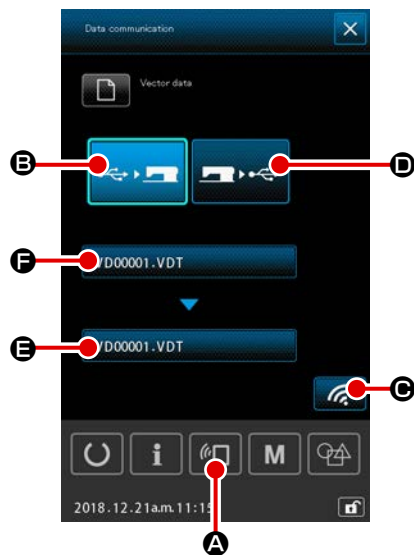 Data communication
Vector data
B
D
F
VD00001.VDT
E
VD00001.VDT
C
M
2018.12.21a.m.11:15
A